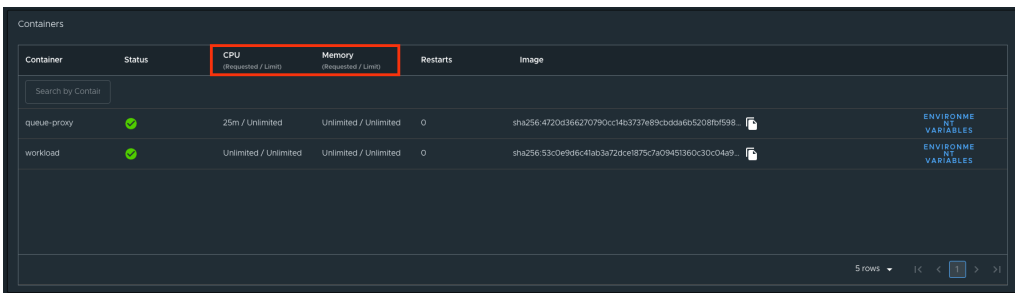 Containers
Container Status CPU (Requested / Limit) Memory (Requested / Limit) Restarts Image
Search by Contair
queue-proxy 25m / Unlimited Unlimited / Unlimited 0 sha256:4720d366270790cc14b3737e89cbdda6b5208fbf598... ENVIRONME
NT
VARIABLES
workload Unlimited / Unlimited Unlimited / Unlimited 0 sha256:53c0e9d6c41ab3a72dce1875c7a09451360c30c04a9... ENVIRONME
NT
VARIABLES
5 rows 1